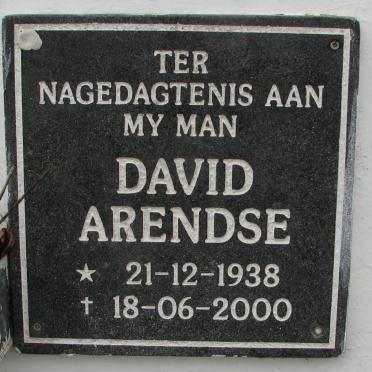 TER
NAGEDAGTENIS AAN
MY MAN
DAVID
ARENDSE
★ 21-12-1938
† 18-06-2000